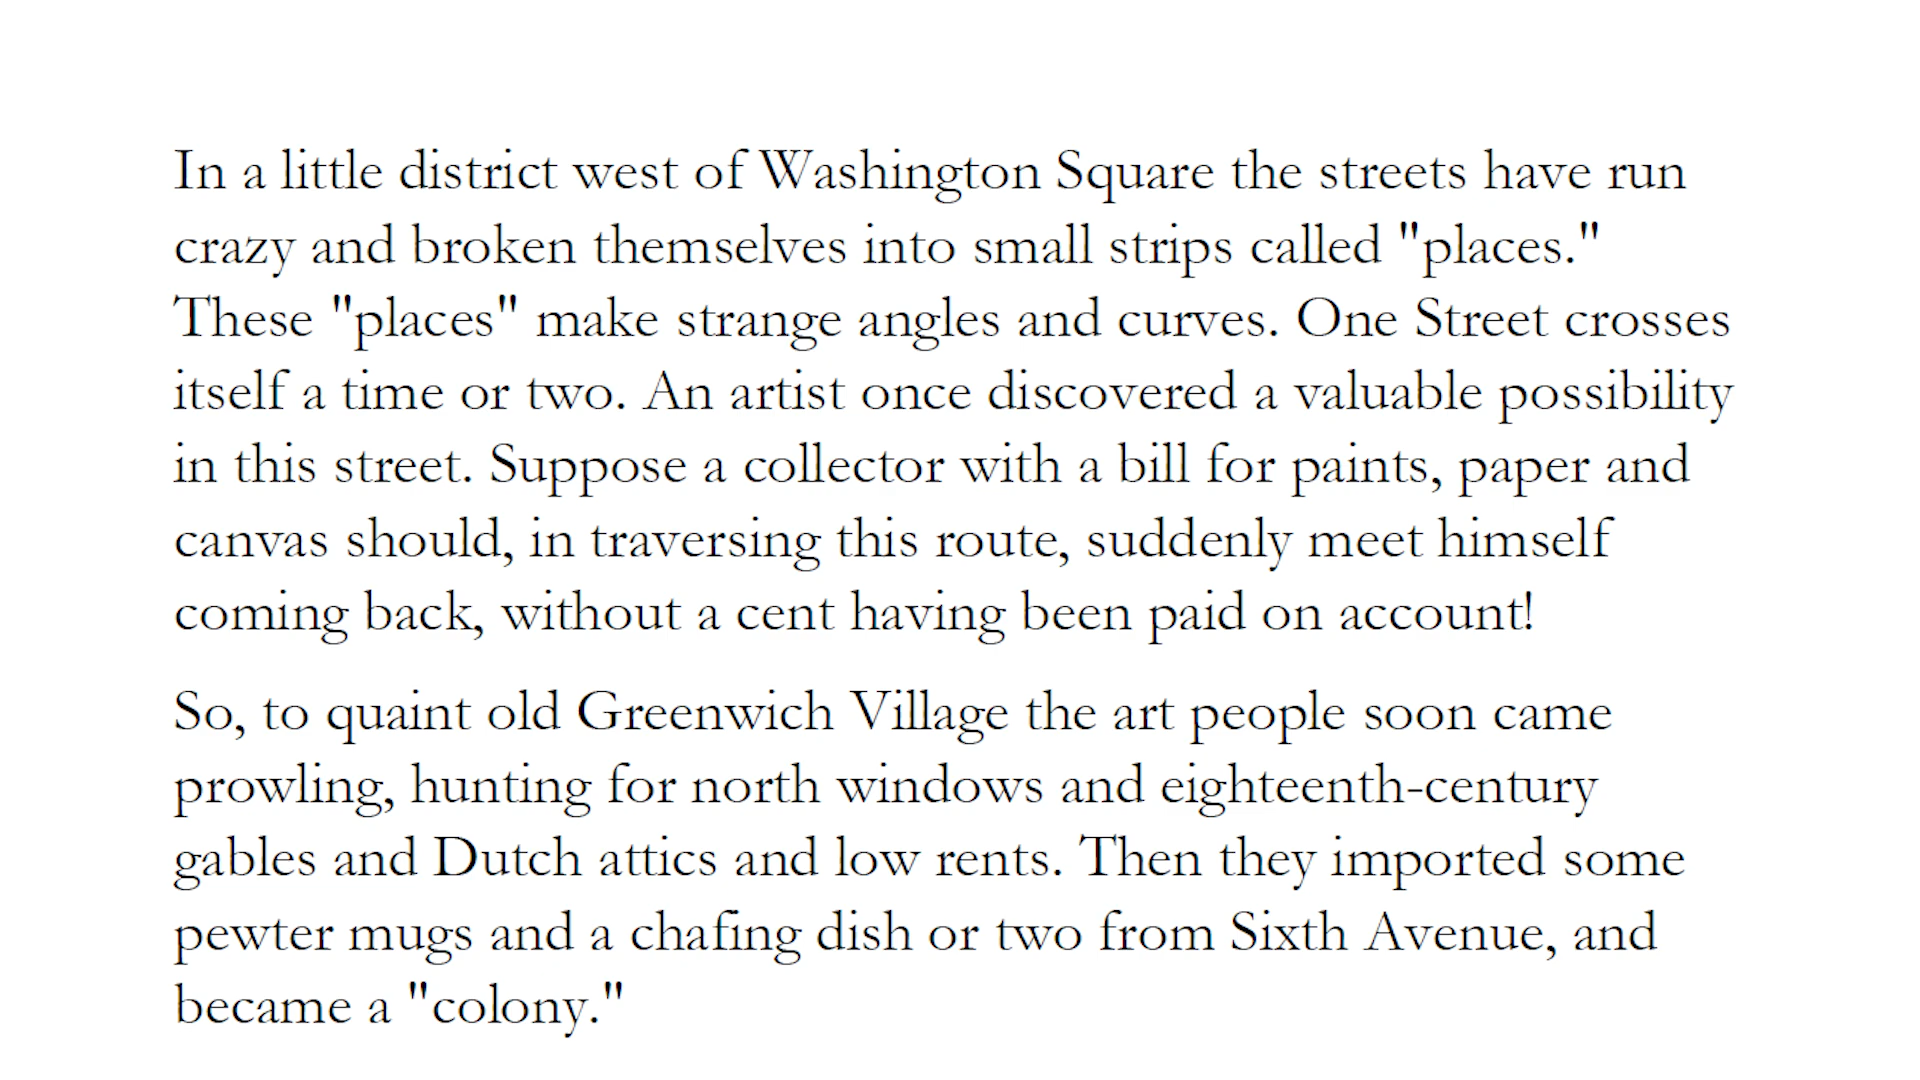 In a little district west of Washington Square the streets have run
crazy and broken themselves into small strips called "places."
These "places" make strange angles and curves. One Street crosses
itself a time or two. An artist once discovered a valuable possibility
in this street. Suppose a collector with a bill for paints, paper and
canvas should, in traversing this route, suddenly meet himself
coming back, without a cent having been paid on account!
So, to quaint old Greenwich Village the art people soon came
prowling, hunting for north windows and eighteenth-century
gables and Dutch attics and low rents. Then they imported some
pewter mugs and a chafing dish or two from Sixth Avenue, and
became a "colony."